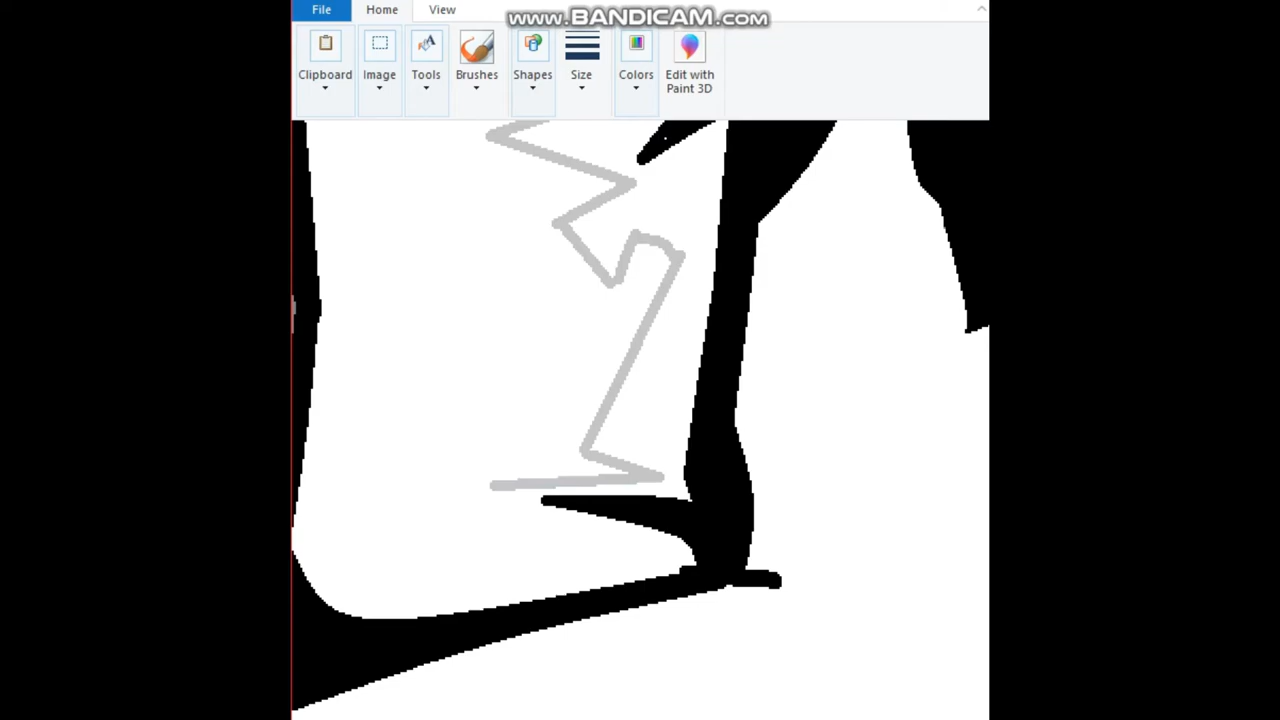 File Home View
www.BANDICAM.com
Clipboard Image Tools Brushes Shapes Size Colors Edit with
Paint 3D